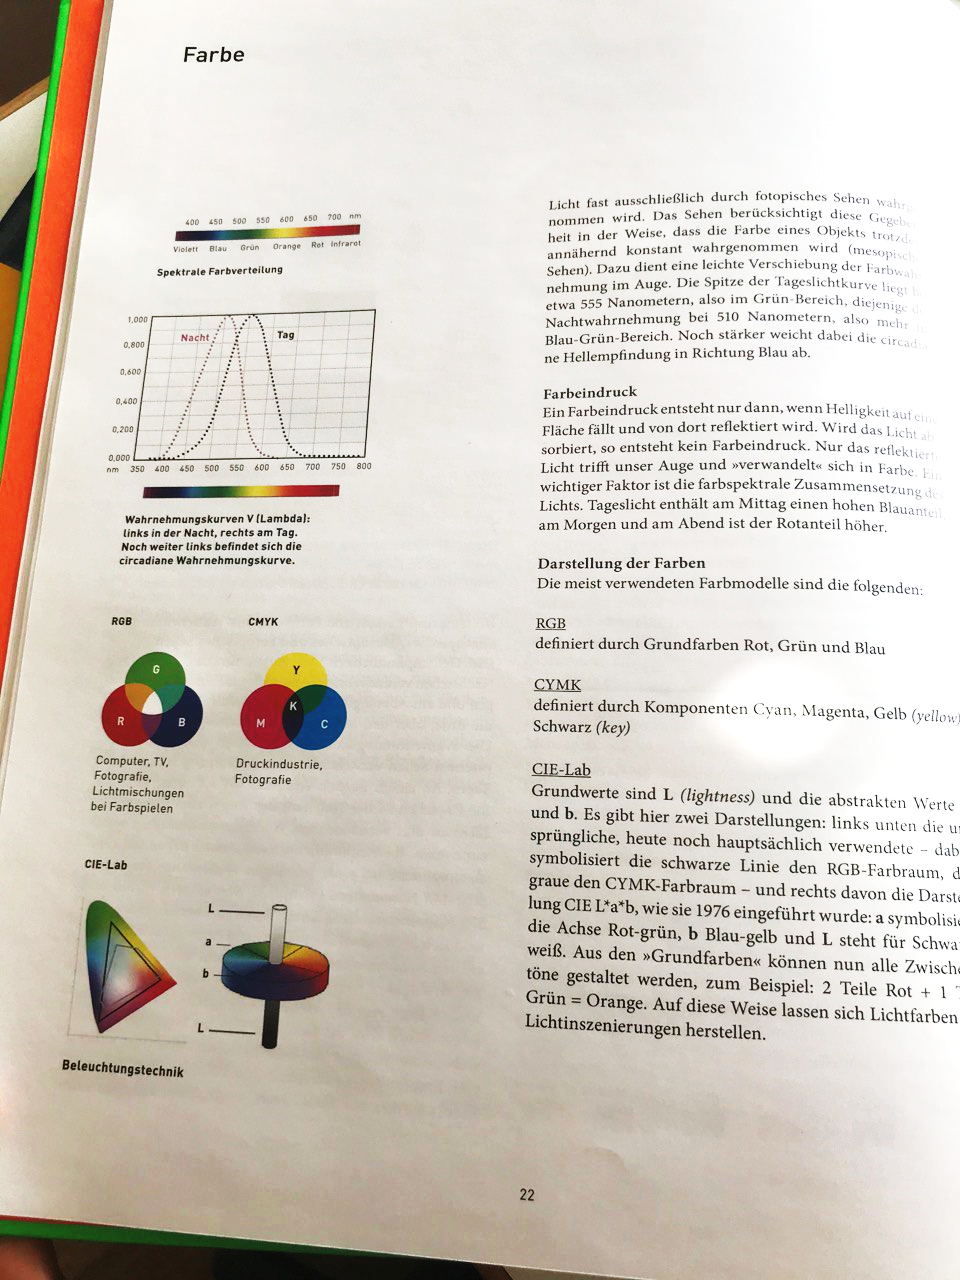 Farbe
400 450 500 550 600 650 700 nm
Violett Blau Grün Orange Rot Infrarot
Spektrale Farbverteilung
1,000
0,800
0,600
0,400
0,200
0,000
Nacht
Tag
nm 350 400 450 500 550 600 650 700 750 800
Wahrnehmungskurven V (Lambda):
links in der Nacht, rechts am Tag.
Noch weiter links befindet sich die
circadiane Wahrnehmungskurve.
RGB
G
R
B
Computer, TV,
Fotografie,
Lichtmischungen
bei Farbspielen
CMYK
Y
M
K
C
Druckindustrie,
Fotografie
CIE-Lab
L
a
b
L
Beleuchtungstechnik
Licht fast ausschließlich durch fotopisches Sehen
nommen wird. Das Sehen berücksichtigt diese
heit in der Weise, dass die Farbe eines Objekts
annähernd konstant wahrgenommen wird
Sehen). Dazu dient eine leichte Verschiebung der
nehmung im Auge. Die Spitze der Tageslichtkurve liegt
etwa 555 Nanometern, also im Grün-Bereich, diejenige
Nachtwahrnehmung bei 510 Nanometern, also mehr
Blau-Grün-Bereich. Noch stärker weicht dabei die
ne Hellempfindung in Richtung Blau ab.
Farbeindruck
Ein Farbeindruck entsteht nur dann, wenn Helligkeit auf
Fläche fällt und von dort reflektiert wird. Wird das Licht
sorbiert, so entsteht kein Farbeindruck. Nur das
Licht trifft unser Auge und »verwandelt« sich in Farbe.
wichtiger Faktor ist die farbspektrale Zusammensetzung
Lichts. Tageslicht enthält am Mittag einen hohen
am Morgen und am Abend ist der Rotanteil höher.
Darstellung der Farben
Die meist verwendeten Farbmodelle sind die folgenden:
RGB
definiert durch Grundfarben Rot, Grün und Blau
CYMK
definiert durch Komponenten Cyan, Magenta, Gelb (yellow)
Schwarz (key)
CIE-Lab
Grundwerte sind L (lightness) und die abstrakten Werte
und b. Es gibt hier zwei Darstellungen: links unten die
sprüngliche, heute noch hauptsächlich verwendete –
symbolisiert die schwarze Linie den RGB-Farbraum,
graue den CYMK-Farbraum – und rechts davon die
lung CIE L*a*b, wie sie 1976 eingeführt wurde: a
die Achse Rot-grün, b Blau-gelb und L steht für
weiß. Aus den »Grundfarben« können nun alle
töne gestaltet werden, zum Beispiel: 2 Teile Rot + 1
Grün = Orange. Auf diese Weise lassen sich Lichtfarben
Lichtinszenierungen herstellen.
22